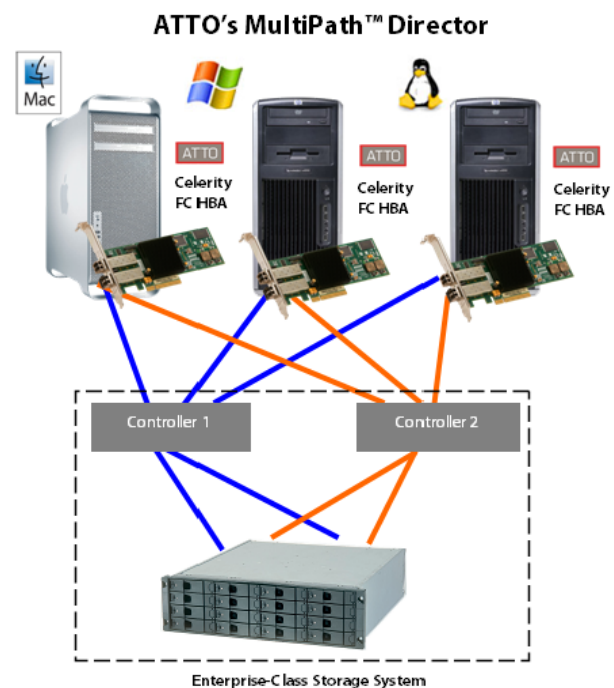 ATTO's MultiPath™ Director
Mac
ATTO
Celerity
FC HBA
ATTO
Celerity
FC HBA
ATTO
Celerity
FC HBA
Controller 1
Controller 2
Enterprise-Class Storage System